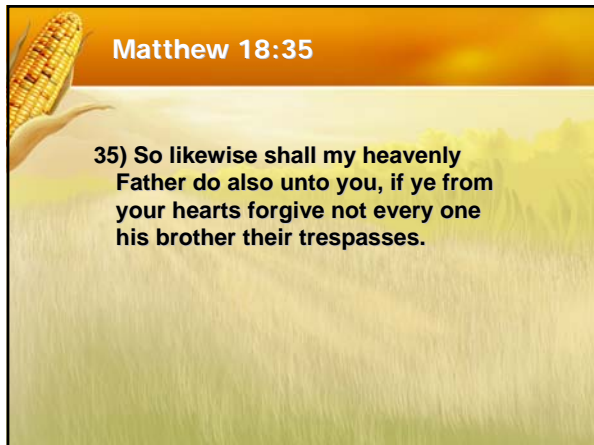 Matthew 18:35
35) So likewise shall my heavenly
Father do also unto you, if ye from
your hearts forgive not every one
his brother their trespasses.